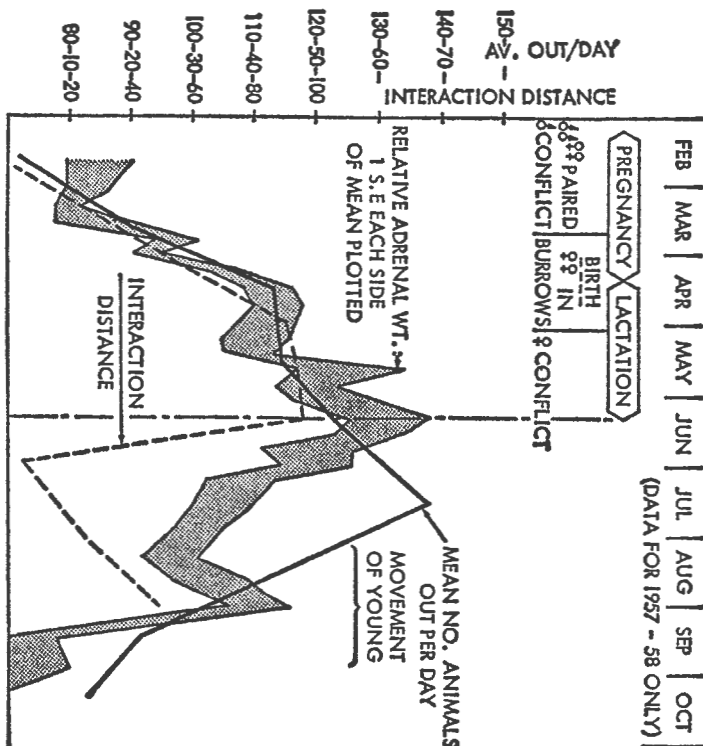 FEB MAR APR MAY JUN JUL AUG SEP OCT
(DATA FOR 1957 - 58 ONLY)
PREGNANCY LACTATION
♂♂♀♀ PAIRED
CONFLICT
BIRTH
♀♀ IN
BURROWS
♀ CONFLICT
AV. OUT/DAY
INTERACTION DISTANCE
150-
140-70-
130-60-
120-50-100
110-40-80
100-30-60
90-20-40
80-10-20
RELATIVE ADRENAL WT.
1 S.E EACH SIDE
OF MEAN PLOTTED
MEAN NO. ANIMALS
OUT PER DAY
MOVEMENT
OF YOUNG
INTERACTION
DISTANCE